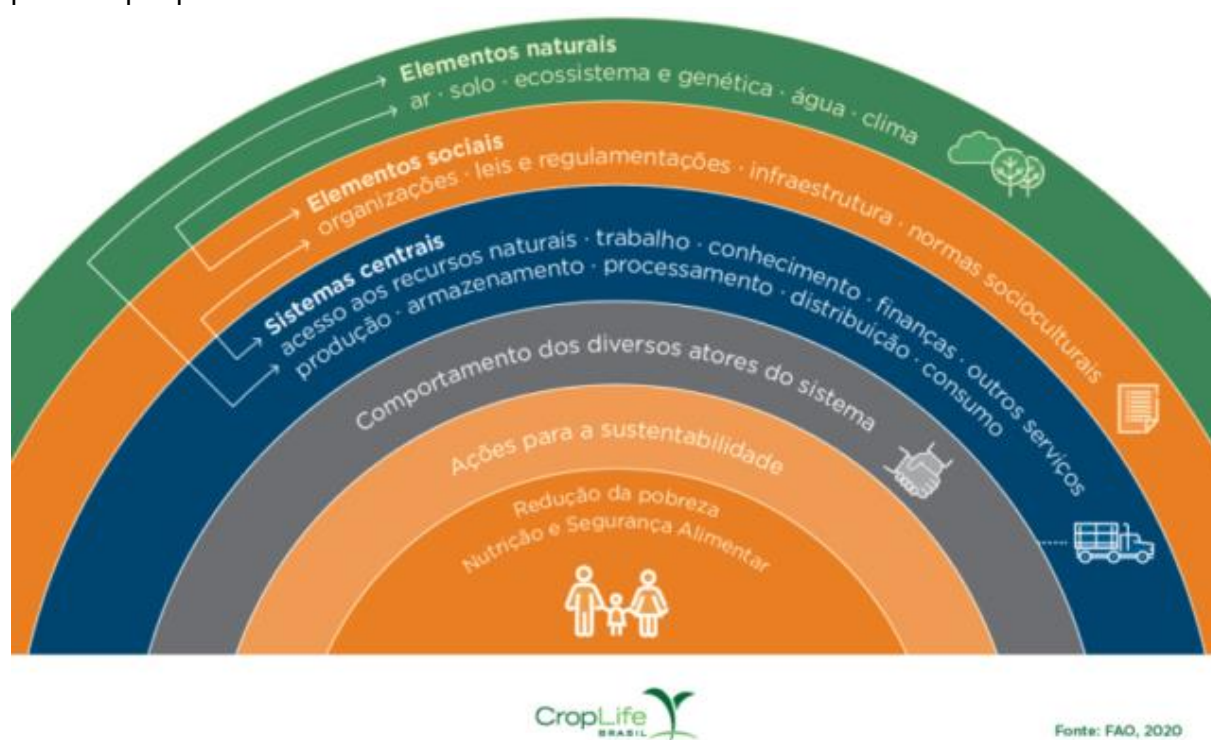 Elementos naturais
ar · solo · ecossistema e genética · água · clima
Elementos sociais
organizações · leis e regulamentações · infraestrutura · normas socioculturais
Sistemas centrais
acesso aos recursos naturais · trabalho · conhecimento · finanças · outros serviços
produção · armazenamento · processamento · distribuição · consumo
Comportamento dos diversos atores do sistema
Ações para a sustentabilidade
Redução da pobreza
Nutrição e Segurança Alimentar
CropLife
BRASIL
Fonte: FAO, 2020